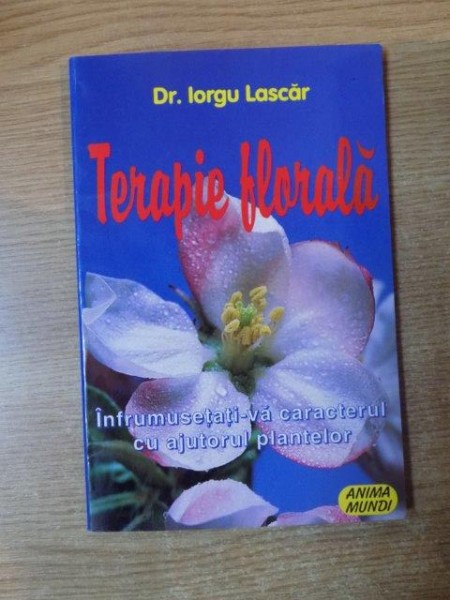 Dr. Iorgu Lascăr
Terapie florală
Înfrumusețați-vă caracterul
cu ajutorul plantelor
ANIMA
MUNDI